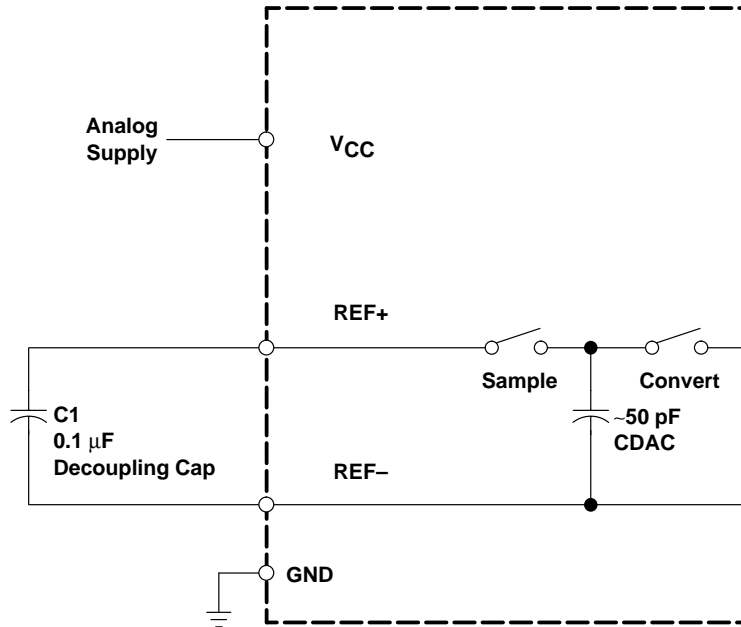 Analog
Supply
VCC
REF+
Sample
Convert
C1
0.1 μF
Decoupling Cap
~50 pF
CDAC
REF–
GND